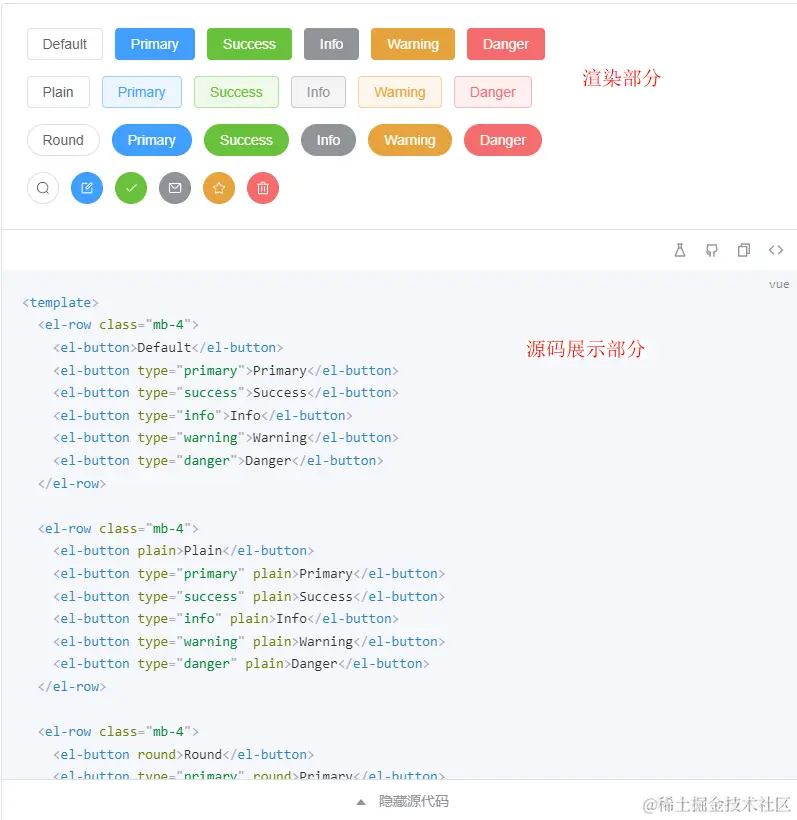 Default Primary Success Info Warning Danger
渲染部分
Plain Primary Success Info Warning Danger
Round Primary Success Info Warning Danger
vue
<template>
<el-row class="mb-4">
<el-button>Default</el-button>
源码展示部分
<el-button type="primary">Primary</el-button>
<el-button type="success">Success</el-button>
<el-button type="info">Info</el-button>
<el-button type="warning">Warning</el-button>
<el-button type="danger">Danger</el-button>
</el-row>
<el-row class="mb-4">
<el-button plain>Plain</el-button>
<el-button type="primary" plain>Primary</el-button>
<el-button type="success" plain>Success</el-button>
<el-button type="info" plain>Info</el-button>
<el-button type="warning" plain>Warning</el-button>
<el-button type="danger" plain>Danger</el-button>
</el-row>
<el-row class="mb-4">
<el-button round>Round</el-button>
<el-button type="primary" round>Primary</el-button>
隐藏源代码
@稀土掘金技术社区